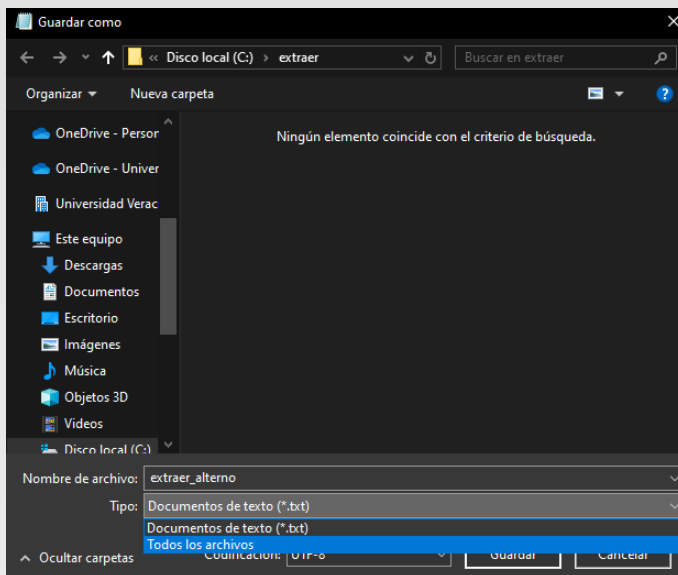 Guardar como
« Disco local (C:) › extraer
Buscar en extraer
Organizar
Nueva carpeta
?
OneDrive - Person
OneDrive - Univer
Universidad Verac
Este equipo
Descargas
Documentos
Escritorio
Imágenes
Música
Objetos 3D
Videos
Disco local (C:)
Ningún elemento coincide con el criterio de búsqueda.
Nombre de archivo: extraer_alterno
Tipo: Documentos de texto (*.txt)
Documentos de texto (*.txt)
Todos los archivos
Ocultar carpetas
Codificación: UTF-8
Guardar
Cancelar